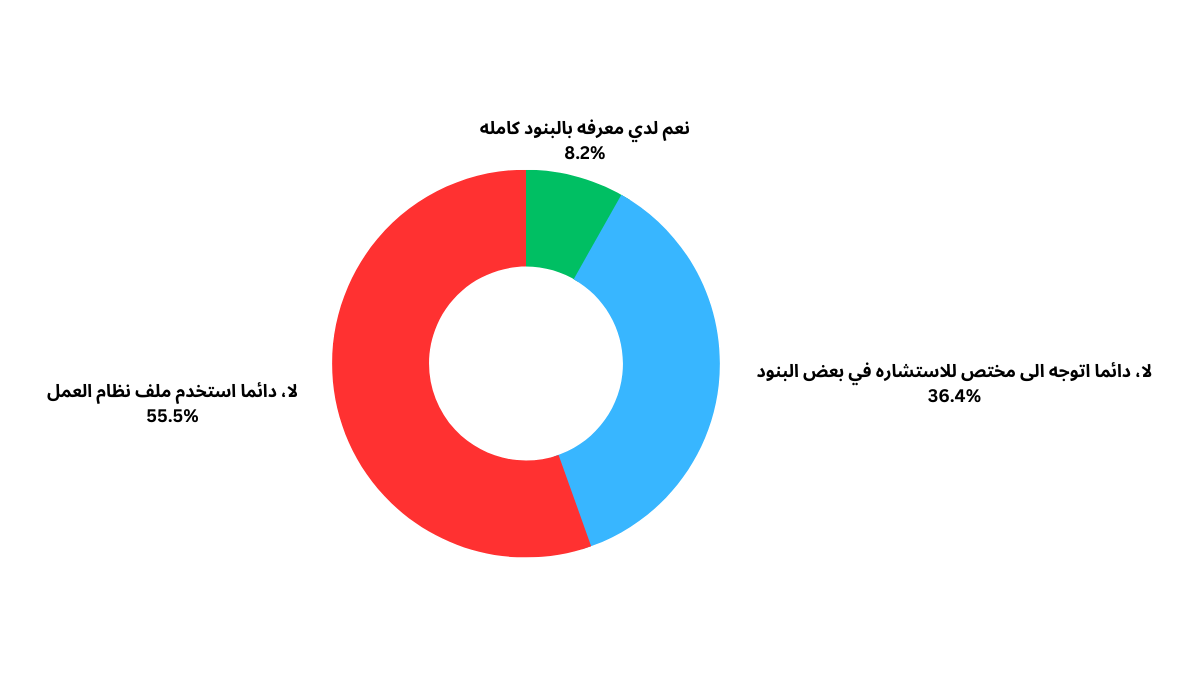 نعم لدي معرفه بالبنود كامله
8.2%
لا، دائما اتوجه الى مختص للاستشاره في بعض البنود
36.4%
لا، دائما استخدم ملف نظام العمل
55.5%